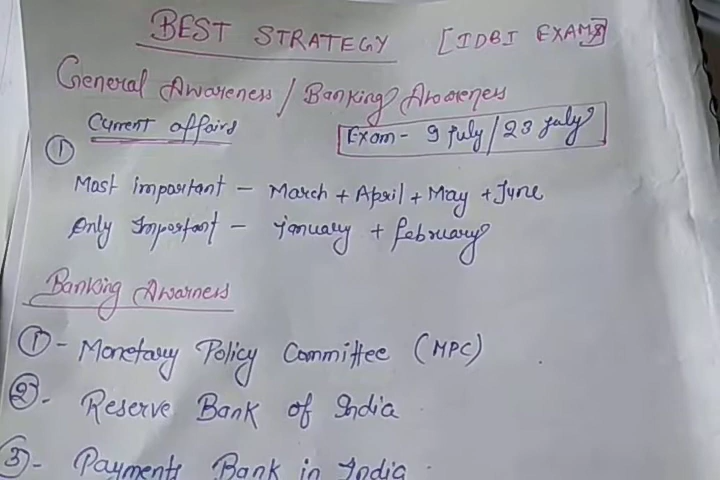 BEST STRATEGY [IDBI EXAMS]
General Awareness / Banking Awareness
Current affairs
Exam - 9 July / 23 July
①
Most important - March + April + May + June
Only Important - January + February
Banking Awarness
① - Monetary Policy Committee (MPC)
②- Reserve Bank of India
③- Payments Bank in India